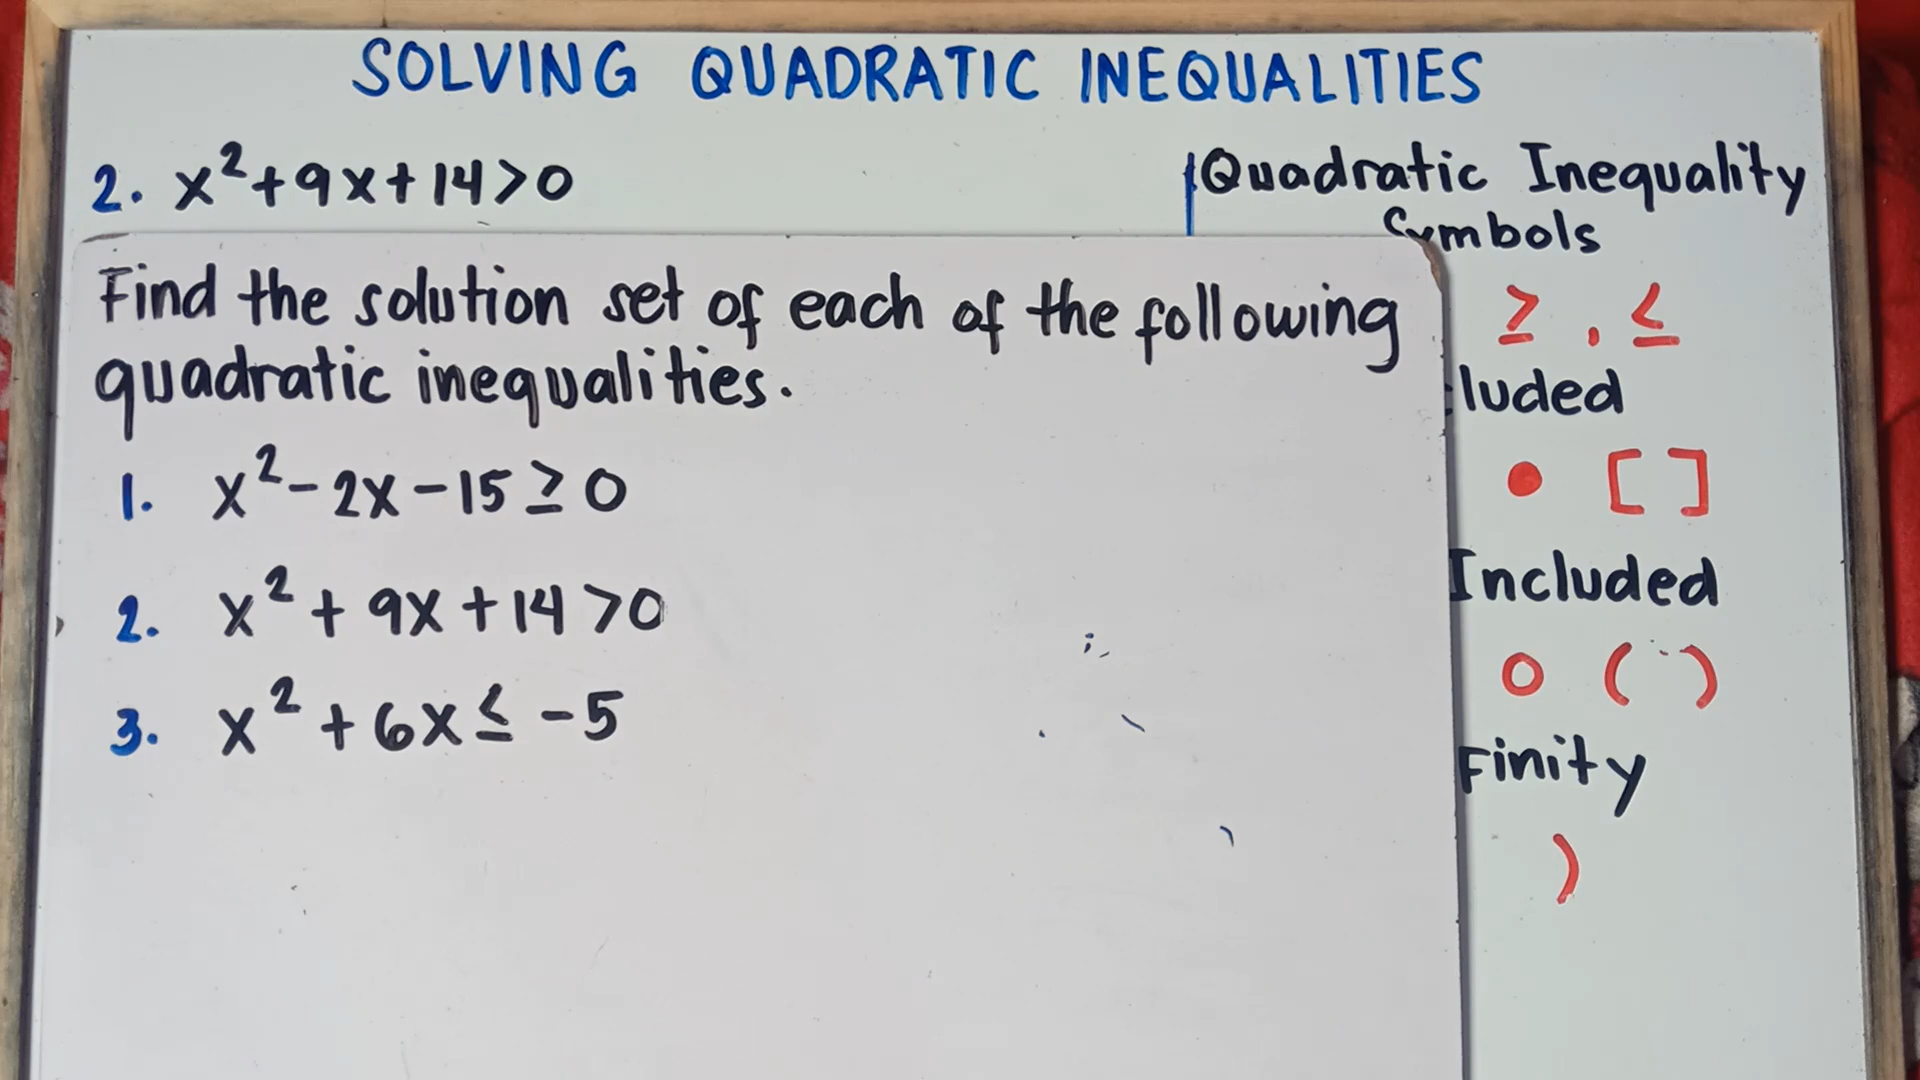 SOLVING QUADRATIC INEQUALITIES
2. x²+9x+14>0
Quadratic Inequality
Symbols
≥ , ≤
cluded
● [ ]
Included
○ ( )
Finity
)
Find the solution set of each of the following
quadratic inequalities.
1. x²-2x-15≥0
2. x²+9x+14>0
3. x²+6x≤-5